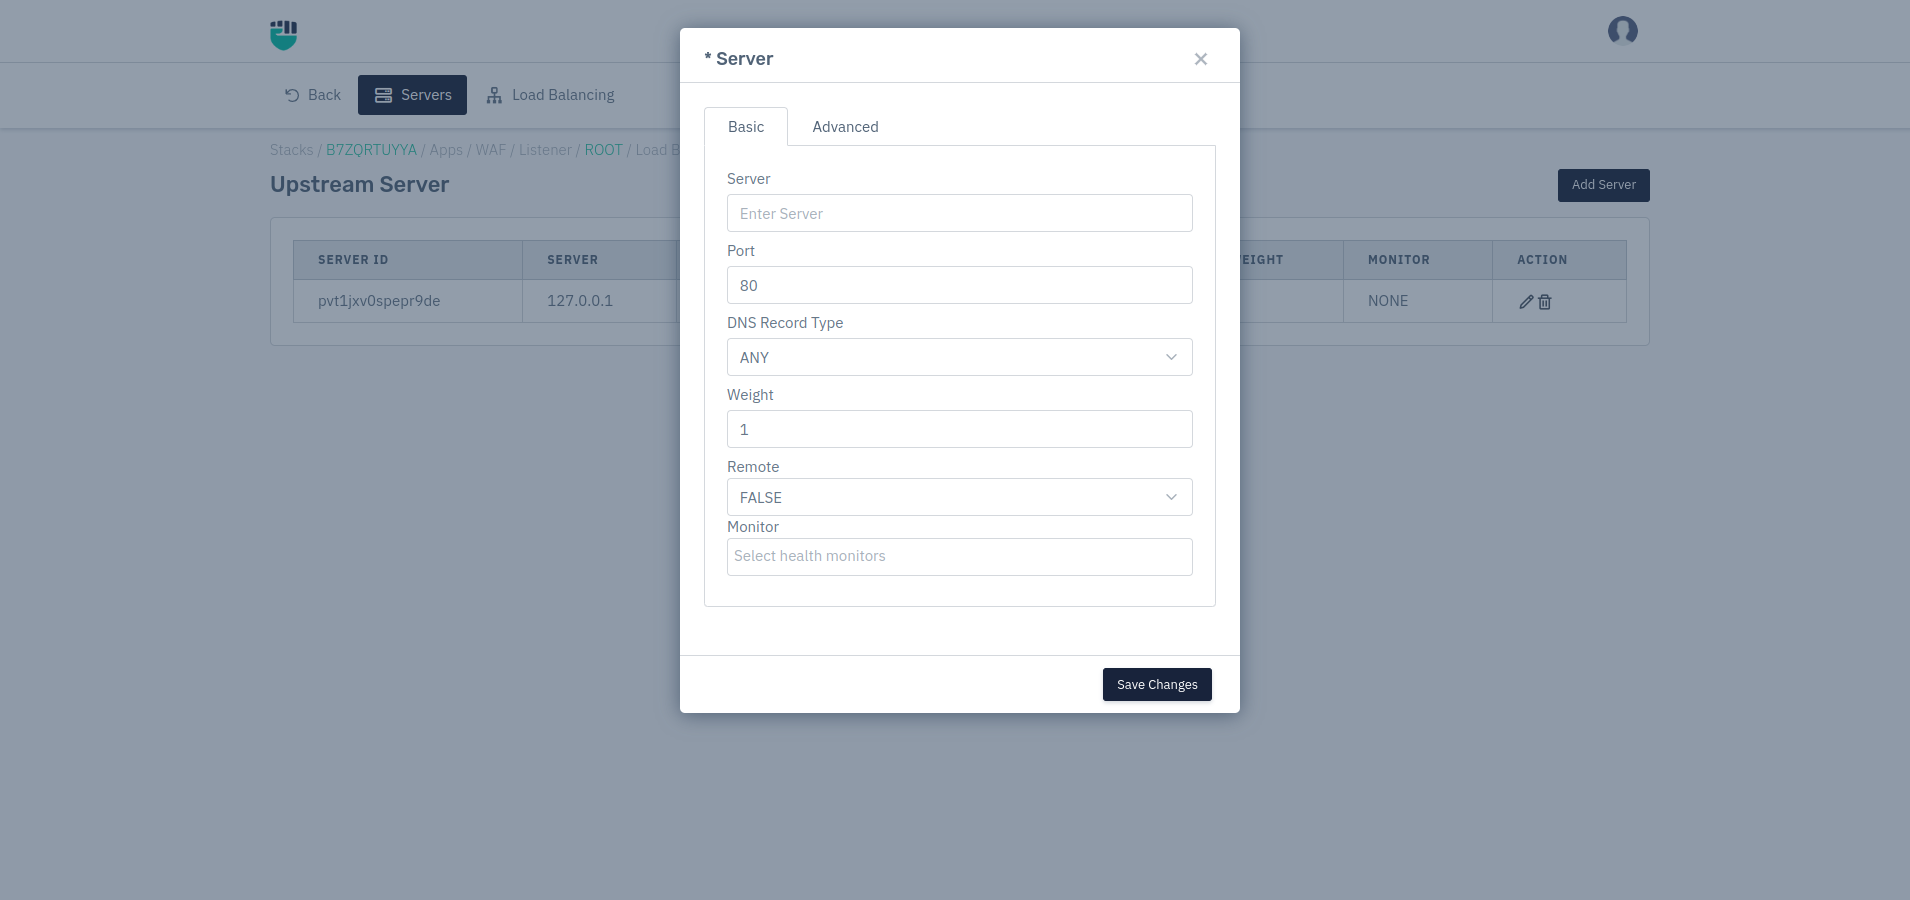 * Server
Back
Servers
Load Balancing
Basic
Advanced
Stacks / B7ZQRTUYYA / Apps / WAF / Listener / ROOT / Load B
Upstream Server
Add Server
Server
Enter Server
Port
80
DNS Record Type
ANY
Weight
1
Remote
FALSE
Monitor
Select health monitors
SERVER ID
SERVER
EIGHT
MONITOR
ACTION
pvt1jxv0spepr9de
127.0.0.1
NONE
Save Changes